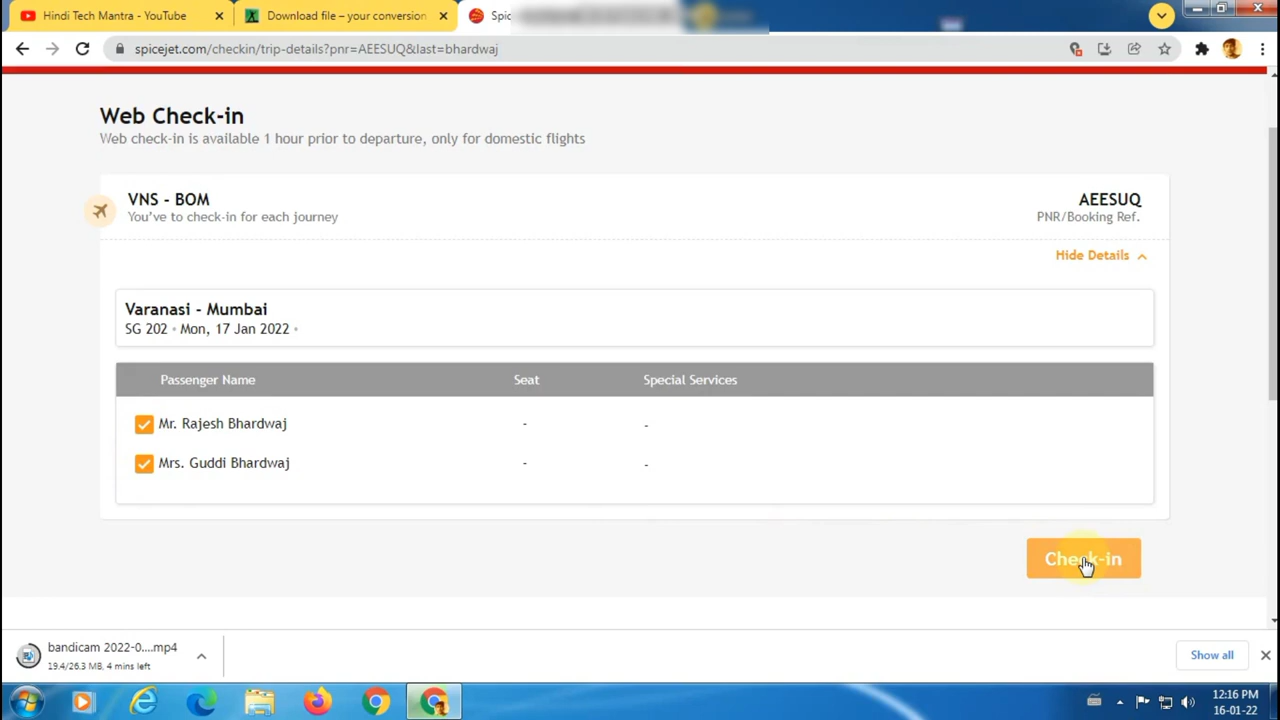 Hindi Tech Mantra - YouTube
Download file – your conversion
Spic
spicejet.com/checkin/trip-details?pnr=AEESUQ&last=bhardwaj
Web Check-in
Web check-in is available 1 hour prior to departure, only for domestic flights
VNS - BOM
AEESUQ
You've to check-in for each journey
PNR/Booking Ref.
Hide Details
Varanasi - Mumbai
SG 202 • Mon, 17 Jan 2022 •
Passenger Name Seat Special Services
Mr. Rajesh Bhardwaj - -
Mrs. Guddi Bhardwaj - -
Check-in
bandicam 2022-0....mp4
19.4/26.3 MB, 4 mins left
Show all
12:16 PM
16-01-22